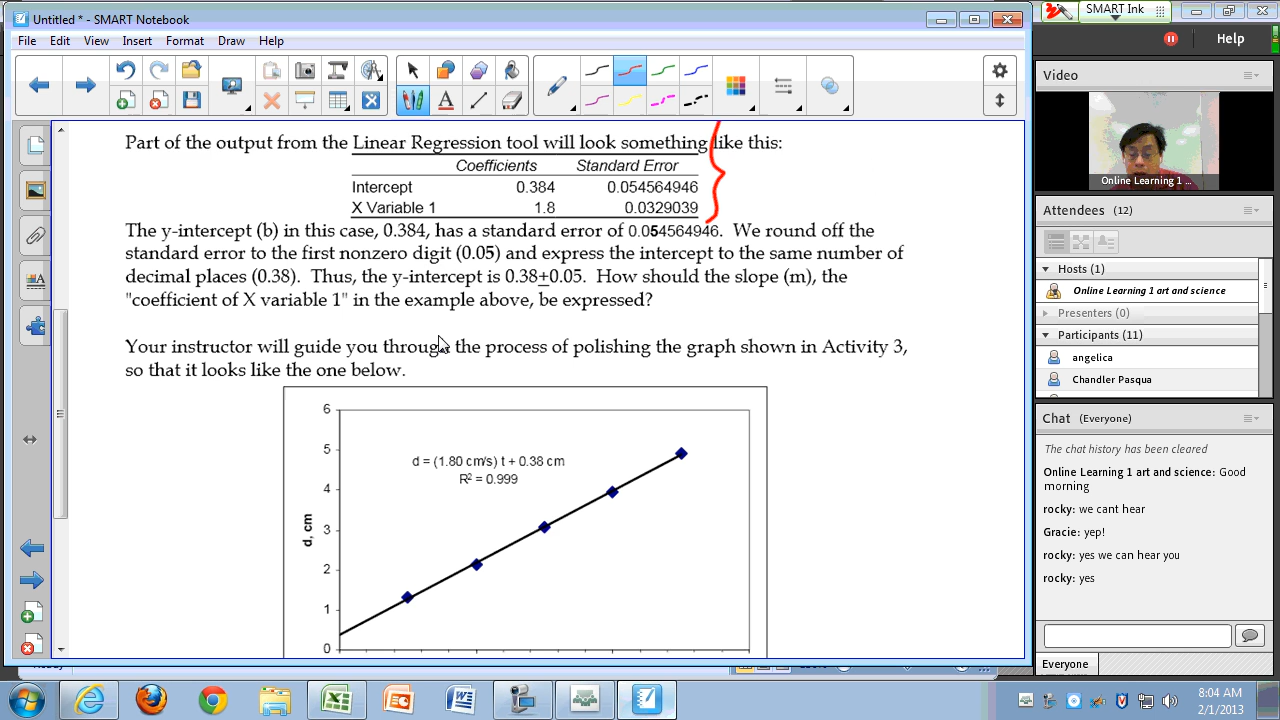 Untitled * - SMART Notebook
SMART Ink
File Edit View Insert Format Draw Help
Help
Part of the output from the Linear Regression tool will look something like this:
Coefficients Standard Error
Intercept 0.384 0.054564946
X Variable 1 1.8 0.0329039
The y-intercept (b) in this case, 0.384, has a standard error of 0.054564946. We round off the
standard error to the first nonzero digit (0.05) and express the intercept to the same number of
decimal places (0.38). Thus, the y-intercept is 0.38±0.05. How should the slope (m), the
"coefficient of X variable 1" in the example above, be expressed?
Your instructor will guide you through the process of polishing the graph shown in Activity 3,
so that it looks like the one below.
6
5
4
3
2
1
0
d, cm
d = (1.80 cm/s) t + 0.38 cm
R² = 0.999
Video
Online Learning 1 ...
Attendees (12)
Hosts (1)
Online Learning 1 art and science
Presenters (0)
Participants (11)
angelica
Chandler Pasqua
Chat (Everyone)
The chat history has been cleared
Online Learning 1 art and science: Good
morning
rocky: we cant hear
Gracie: yep!
rocky: yes we can hear you
rocky: yes
Everyone
8:04 AM
2/1/2013